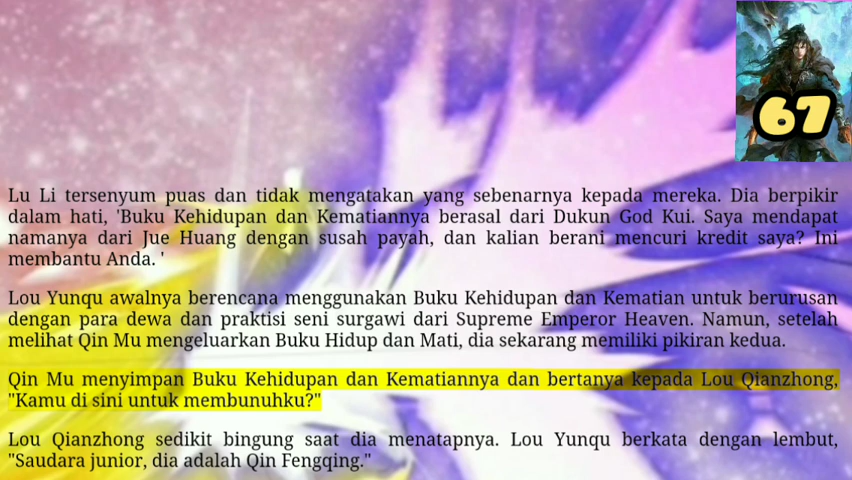 67
Lu Li tersenyum puas dan tidak mengatakan yang sebenarnya kepada mereka. Dia berpikir
dalam hati, 'Buku Kehidupan dan Kematiannya berasal dari Dukun God Kui. Saya mendapat
namanya dari Jue Huang dengan susah payah, dan kalian berani mencuri kredit saya? Ini
membantu Anda. '
Lou Yunqu awalnya berencana menggunakan Buku Kehidupan dan Kematian untuk berurusan
dengan para dewa dan praktisi seni surgawi dari Supreme Emperor Heaven. Namun, setelah
melihat Qin Mu mengeluarkan Buku Hidup dan Mati, dia sekarang memiliki pikiran kedua.
Qin Mu menyimpan Buku Kehidupan dan Kematiannya dan bertanya kepada Lou Qianzhong,
"Kamu di sini untuk membunuhku?"
Lou Qianzhong sedikit bingung saat dia menatapnya. Lou Yunqu berkata dengan lembut,
"Saudara junior, dia adalah Qin Fengqing."